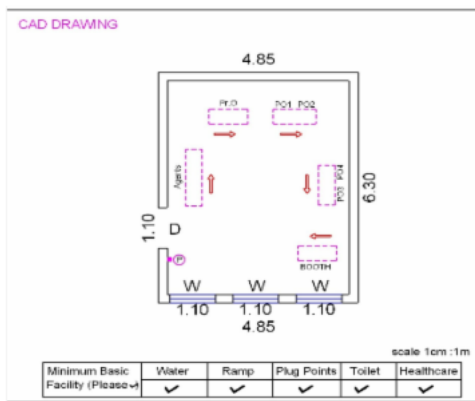 CAD DRAWING
4.85
Pr.O
PO1 PO2
Agents
PO3 PO4
6.30
1.10
D
P
BOOTH
W W W
1.10 1.10 1.10
4.85
scale 1cm :1m
Minimum Basic Facility (Please ✓) Water Ramp Plug Points Toilet Healthcare
✓ ✓ ✓ ✓ ✓